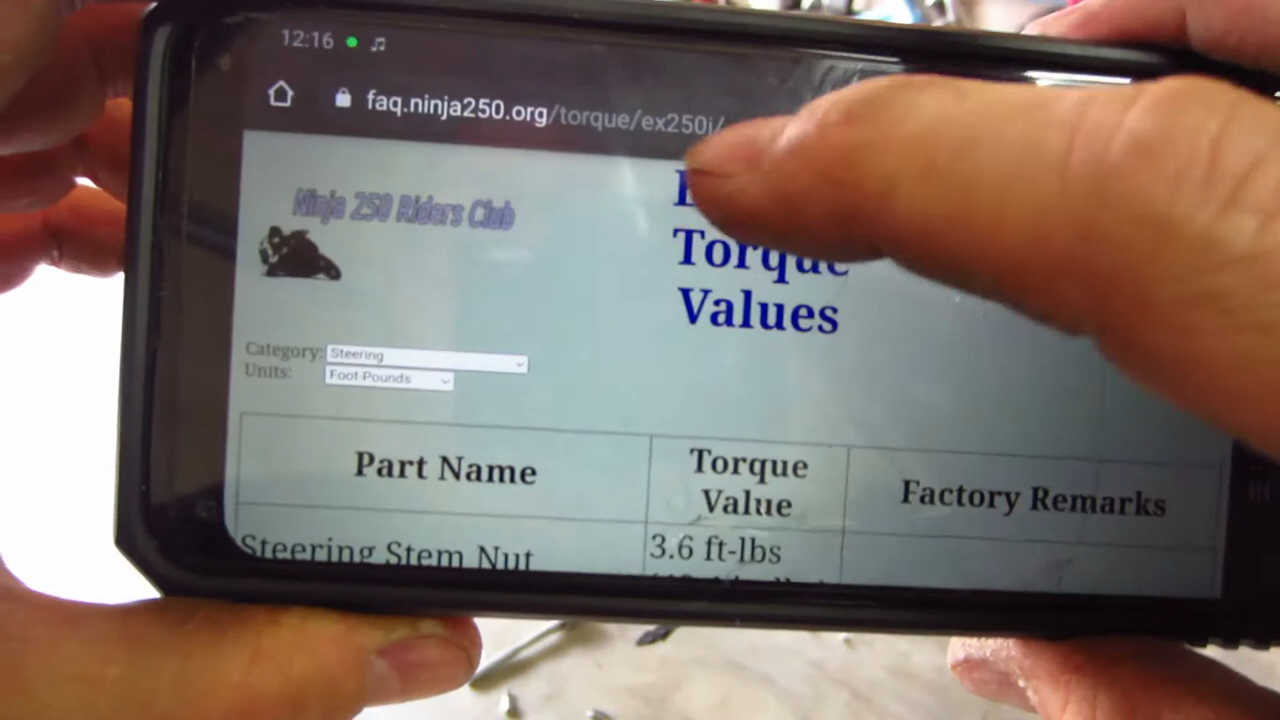 12:16
faq.ninja250.org/torque/ex250j/
Ninja 250 Riders Club
Torque
Values
Category: Steering
Units: Foot-Pounds
Part Name
Torque
Value
Factory Remarks
Steering Stem Nut
3.6 ft-lbs